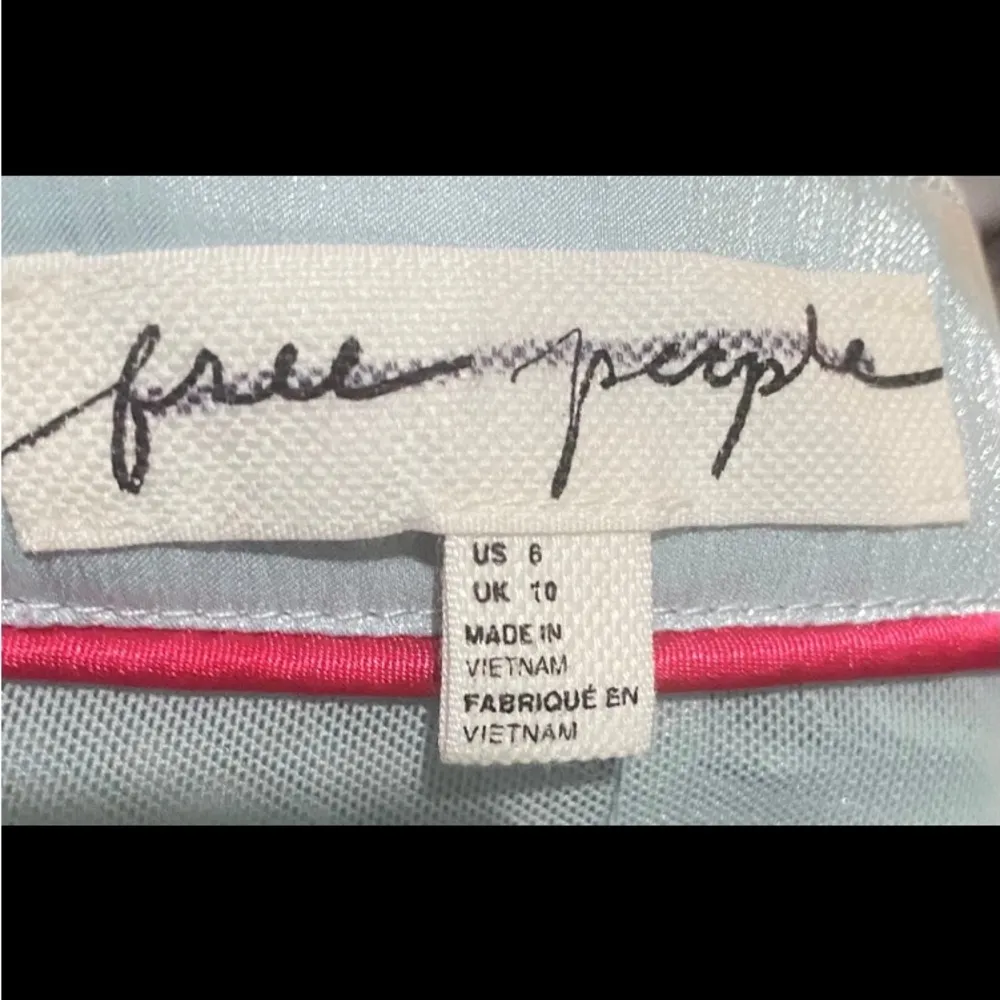 free people
US 6
UK 10
MADE IN
VIETNAM
FABRIQUÉ EN
VIETNAM